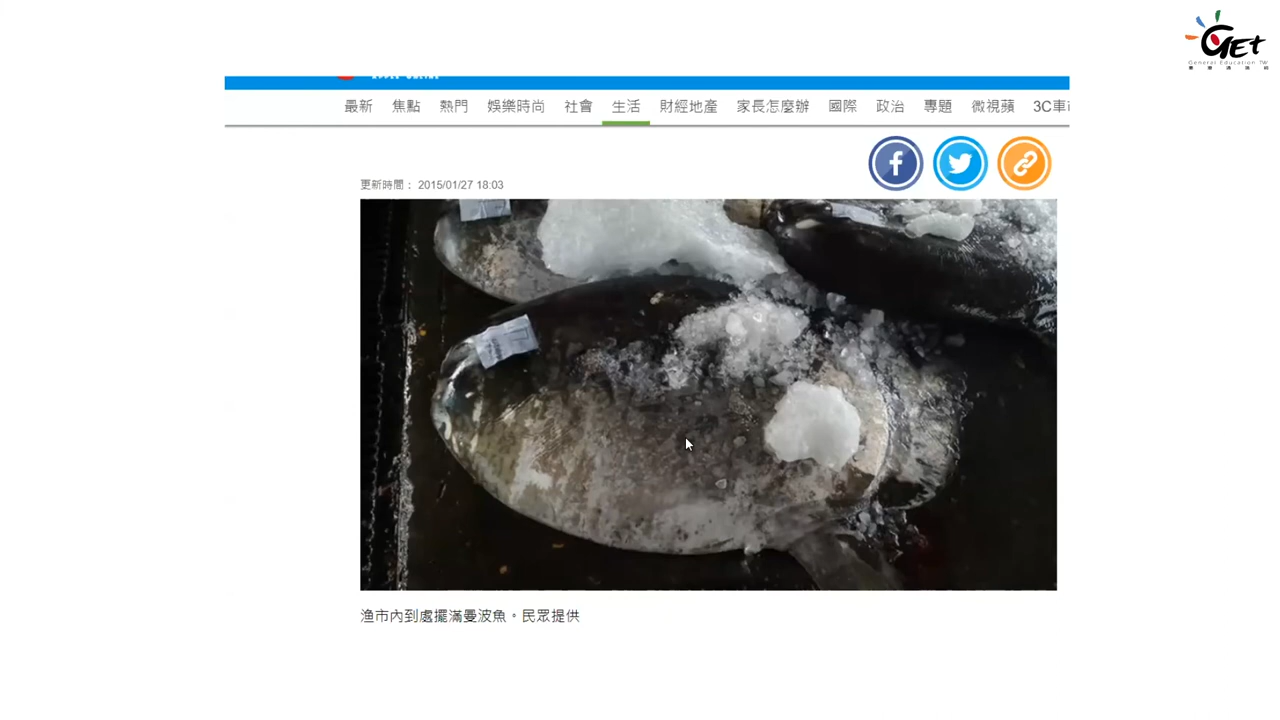 GET
General Education TW
最新 焦點 熱門 娛樂時尚 社會 生活 財經地產 家長怎麼辦 國際 政治 專題 微視蘋 3C車
更新時間： 2015/01/27 18:03
漁市內到處擺滿曼波魚。民眾提供